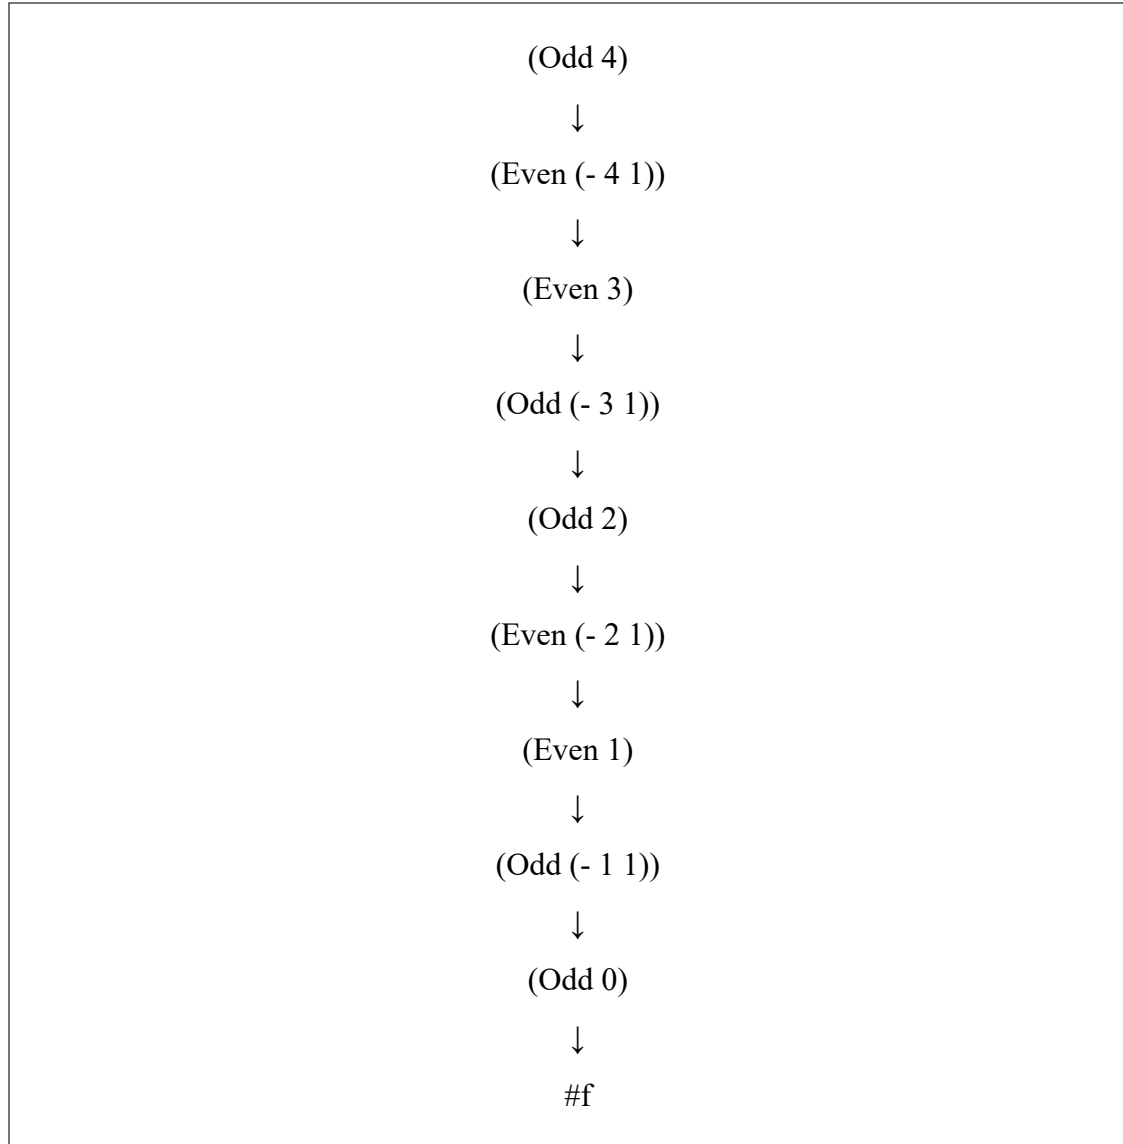 (Odd 4)
↓
(Even (- 4 1))
↓
(Even 3)
↓
(Odd (- 3 1))
↓
(Odd 2)
↓
(Even (- 2 1))
↓
(Even 1)
↓
(Odd (- 1 1))
↓
(Odd 0)
↓
#f